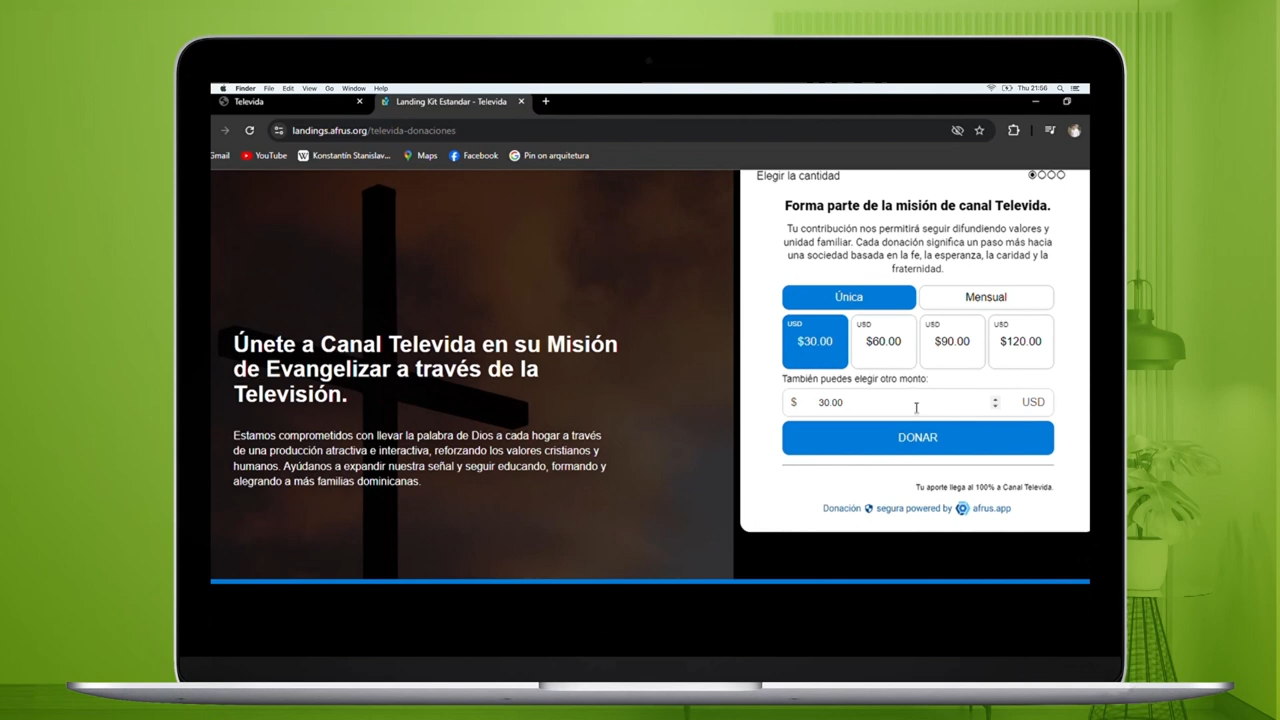 Finder File Edit View Go Window Help
Thu 21:56
Televida
Landing Kit Estandar - Televida
landings.afrus.org/televida-donaciones
Gmail
YouTube
Konstantín Stanislav...
Maps
Facebook
Pin on arquitetura
Únete a Canal Televida en su Misión
de Evangelizar a través de la
Televisión.
Estamos comprometidos con llevar la palabra de Dios a cada hogar a través
de una producción atractiva e interactiva, reforzando los valores cristianos y
humanos. Ayúdanos a expandir nuestra señal y seguir educando, formando y
alegrando a más familias dominicanas.
Elegir la cantidad
Forma parte de la misión de canal Televida.
Tu contribución nos permitirá seguir difundiendo valores y
unidad familiar. Cada donación significa un paso más hacia
una sociedad basada en la fe, la esperanza, la caridad y la
fraternidad.
Única
Mensual
USD
$30.00
USD
$60.00
USD
$90.00
USD
$120.00
También puedes elegir otro monto:
$ 30.00 USD
DONAR
Tu aporte llega al 100% a Canal Televida.
Donación segura powered by afrus.app